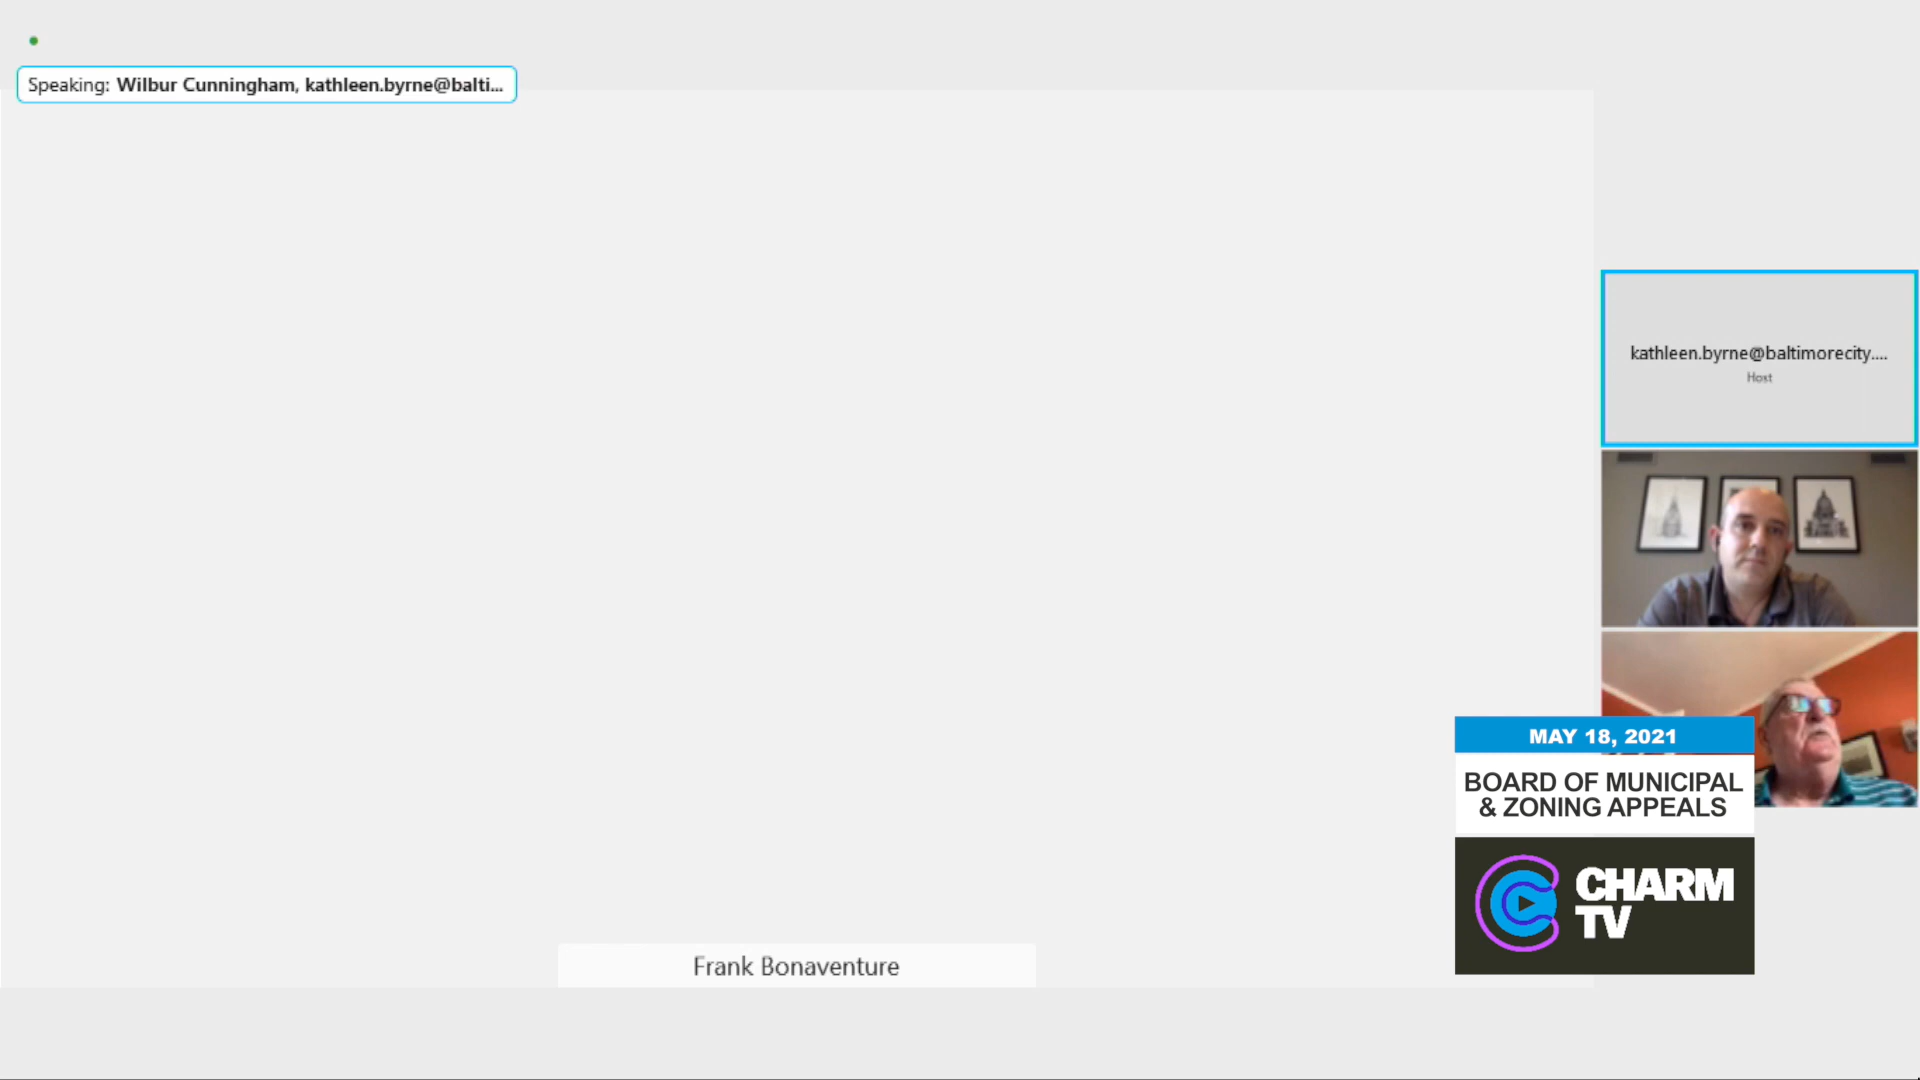 Speaking: Wilbur Cunningham, kathleen.byrne@balti...
kathleen.byrne@baltimorecity....
Host
MAY 18, 2021
BOARD OF MUNICIPAL
& ZONING APPEALS
CHARM
TV
Frank Bonaventure